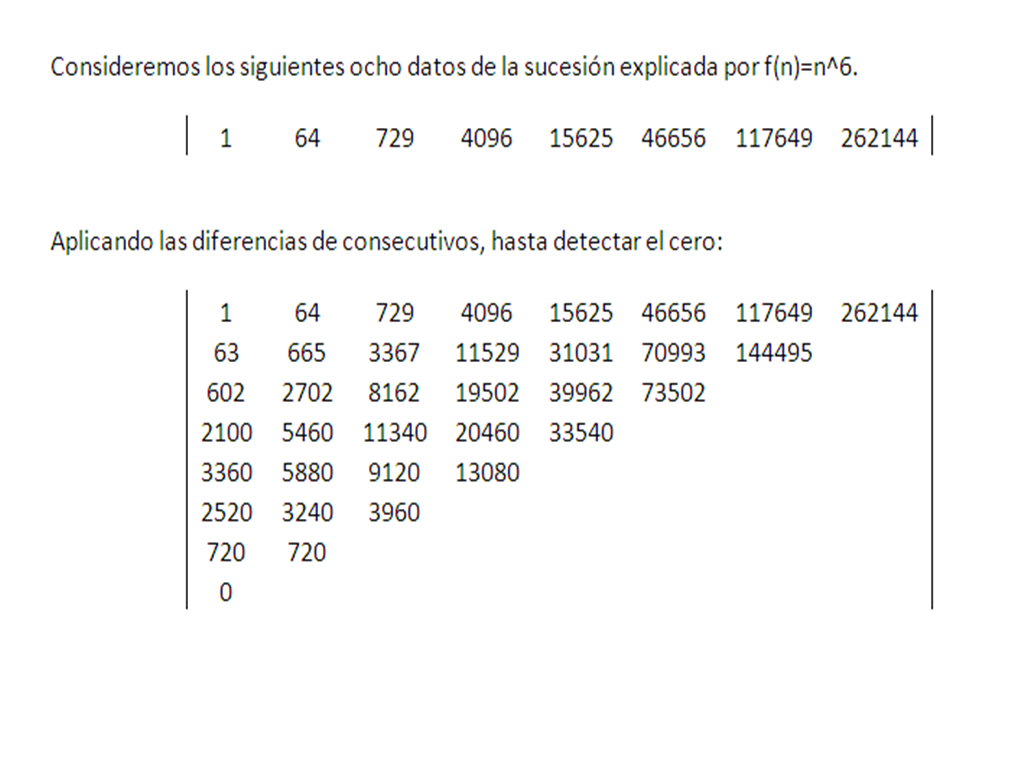 Consideremos los siguientes ocho datos de la sucesión explicada por f(n)=n^6.
1 64 729 4096 15625 46656 117649 262144
Aplicando las diferencias de consecutivos, hasta detectar el cero:
1 64 729 4096 15625 46656 117649 262144
63 665 3367 11529 31031 70993 144495
602 2702 8162 19502 39962 73502
2100 5460 11340 20460 33540
3360 5880 9120 13080
2520 3240 3960
720 720
0